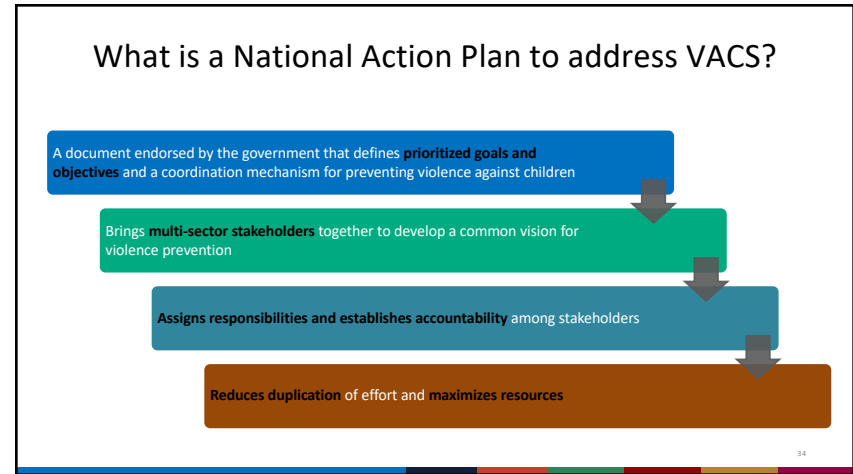 What is a National Action Plan to address VACS?
A document endorsed by the government that defines prioritized goals and
objectives and a coordination mechanism for preventing violence against children
Brings multi-sector stakeholders together to develop a common vision for
violence prevention
Assigns responsibilities and establishes accountability among stakeholders
Reduces duplication of effort and maximizes resources
34